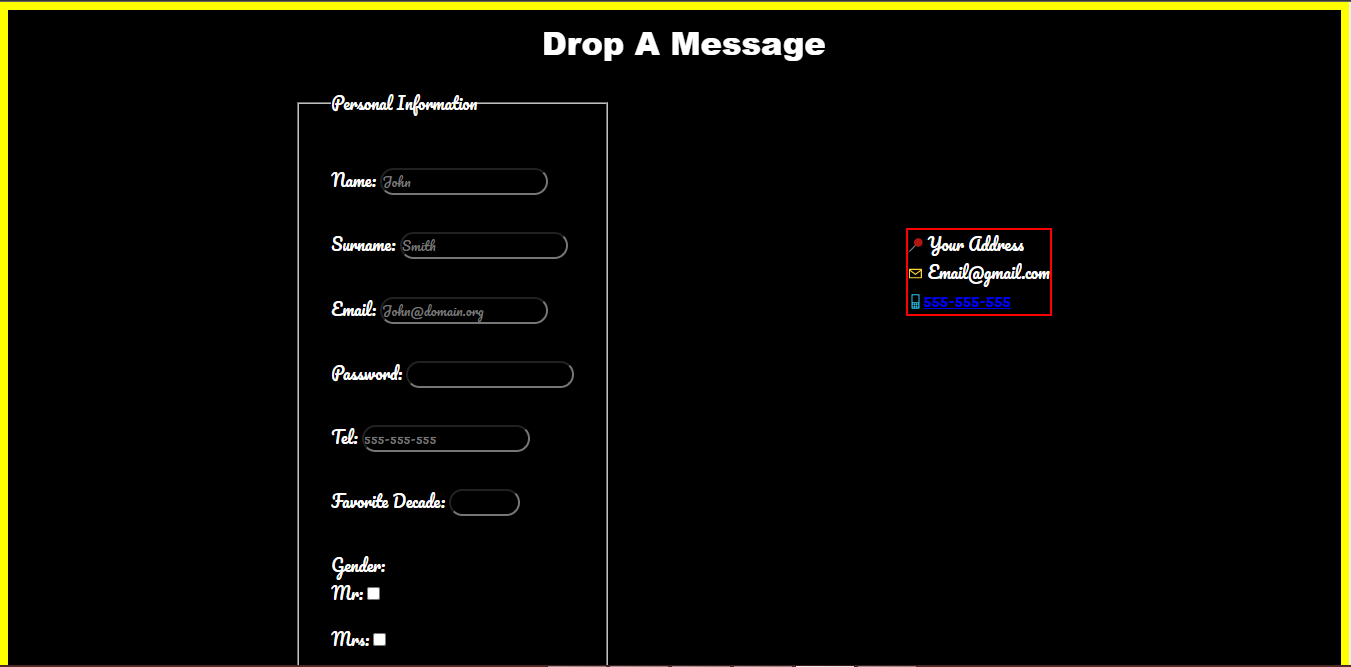 Drop A Message
Personal Information
Name: John
Surname: Smith
Email: John@domain.org
Password:
Tel: 555-555-555
Favorite Decade:
Gender:
Mr:
Mrs:
Your Address
Email@gmail.com
555-555-555